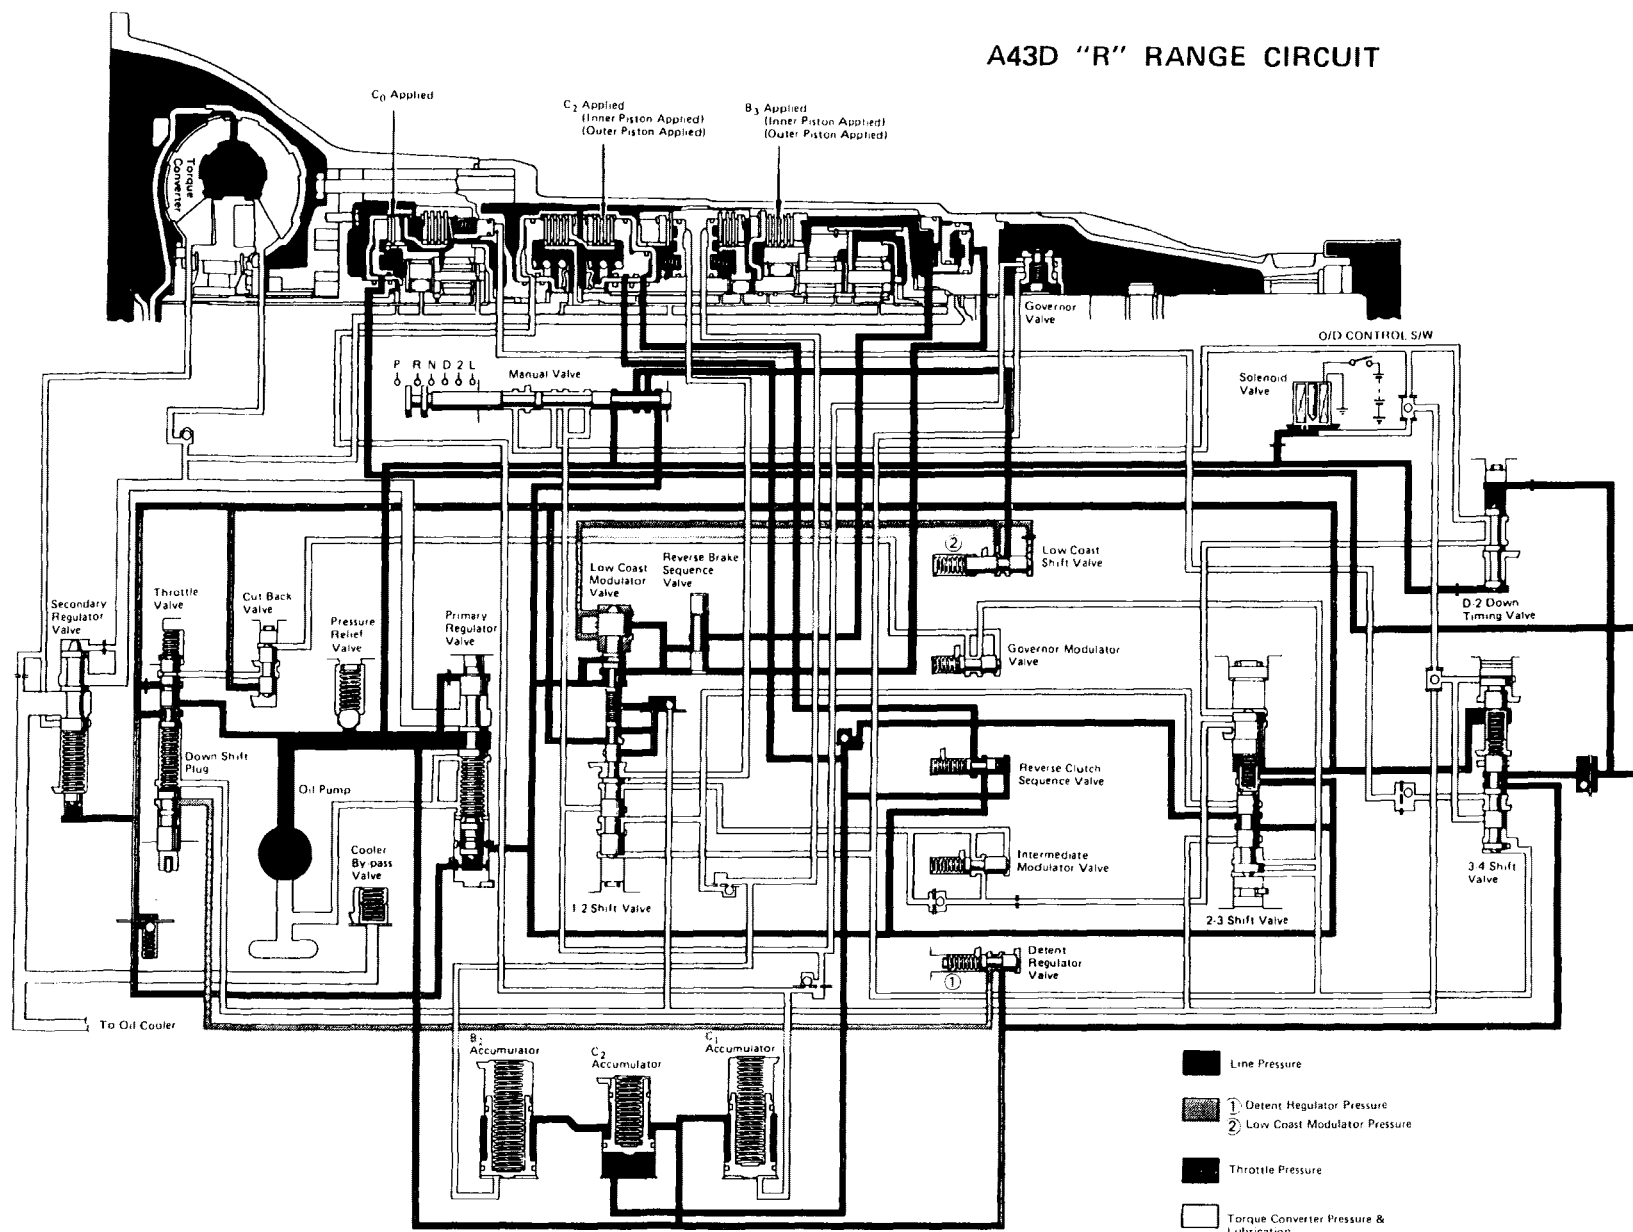 A43D "R" RANGE CIRCUIT
C0 Applied
C2 Applied
(Inner Piston Applied)
(Outer Piston Applied)
B3 Applied
(Inner Piston Applied)
(Outer Piston Applied)
Torque
Converter
Governor
Valve
O/D CONTROL S/W
Solenoid
Valve
P R N D 2 L
Manual Valve
D-2 Down
Timing Valve
2
Low Coast
Shift Valve
Reverse Brake
Sequence
Valve
Low Coast
Modulator
Valve
Secondary
Regulator
Valve
Throttle
Valve
Cut Back
Valve
Pressure
Relief
Valve
Primary
Regulator
Valve
Governor Modulator
Valve
Down Shift
Plug
Oil Pump
Reverse Clutch
Sequence Valve
Cooler
By-pass
Valve
Intermediate
Modulator Valve
3-4 Shift
Valve
1-2 Shift Valve
2-3 Shift Valve
Detent
Regulator
Valve
1
To Oil Cooler
Accumulator
C2
Accumulator
C1
Accumulator
Line Pressure
1 Detent Regulator Pressure
2 Low Coast Modulator Pressure
Throttle Pressure
Torque Converter Pressure &
Lubrication